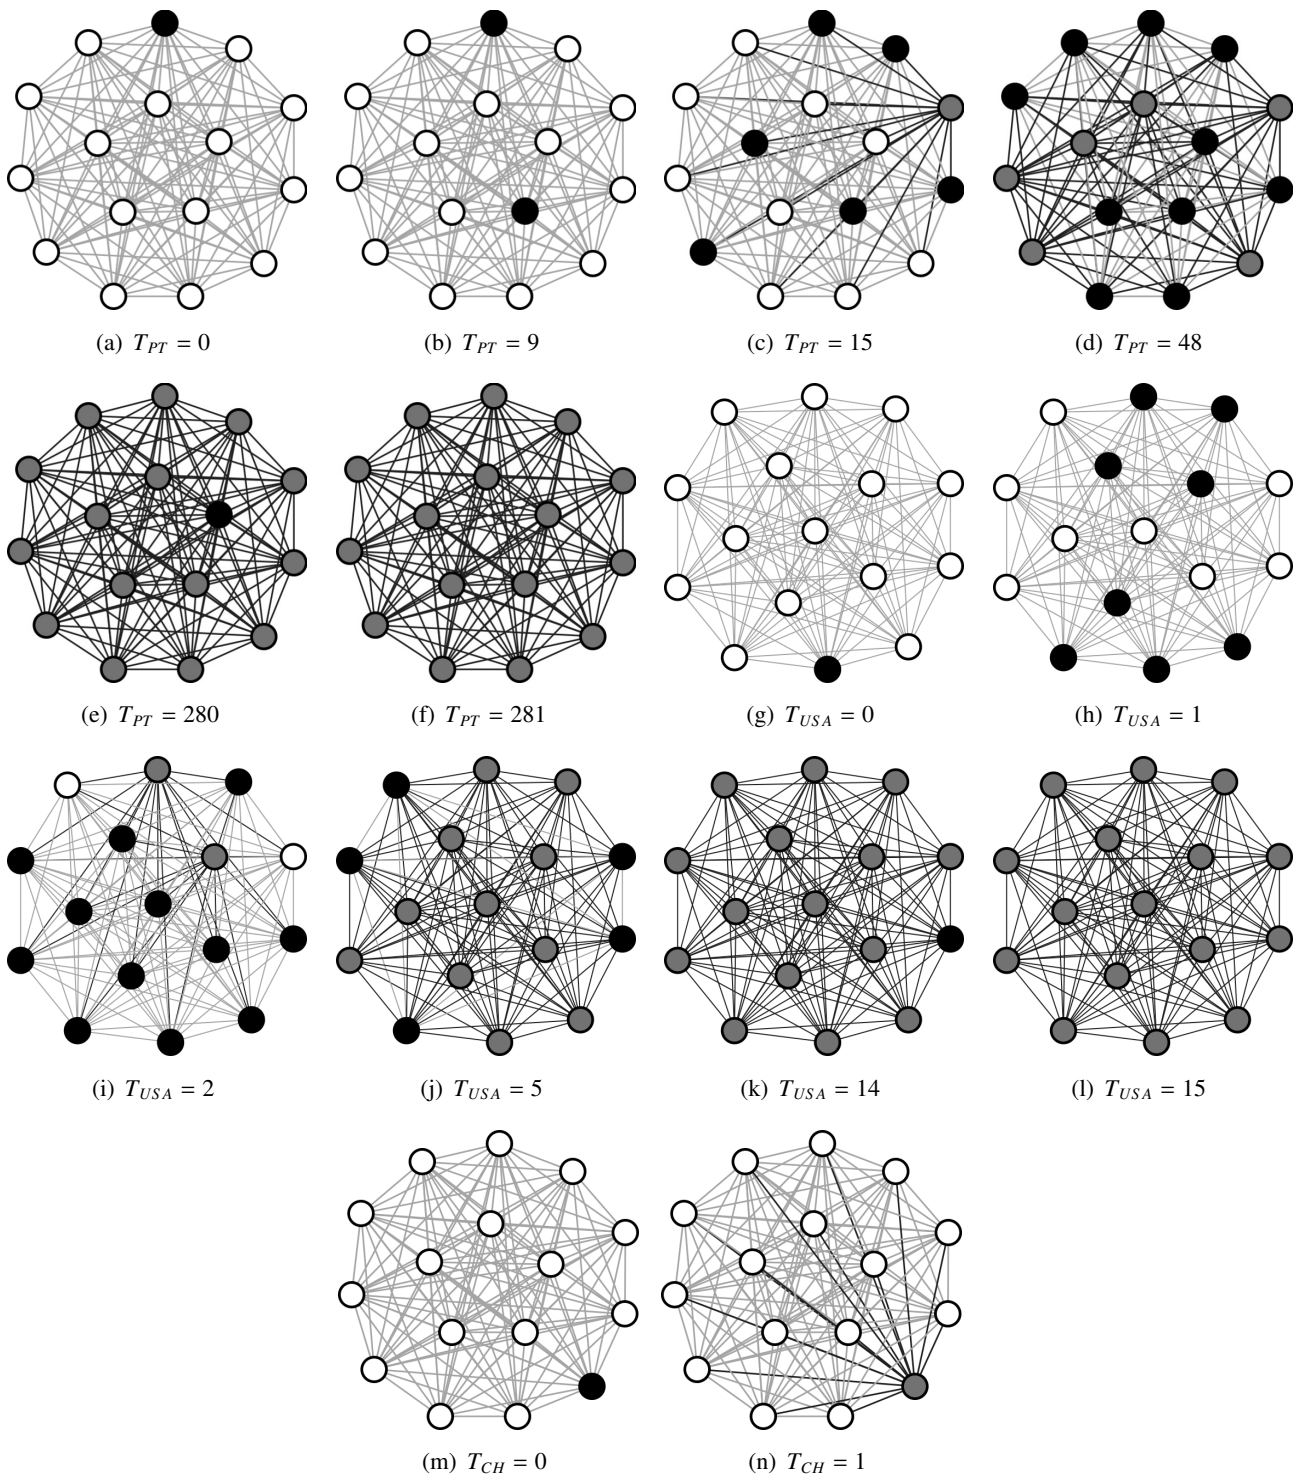 (a) T_PT = 0 (b) T_PT = 9 (c) T_PT = 15 (d) T_PT = 48
(e) T_PT = 280 (f) T_PT = 281 (g) T_USA = 0 (h) T_USA = 1
(i) T_USA = 2 (j) T_USA = 5 (k) T_USA = 14 (l) T_USA = 15
(m) T_CH = 0 (n) T_CH = 1